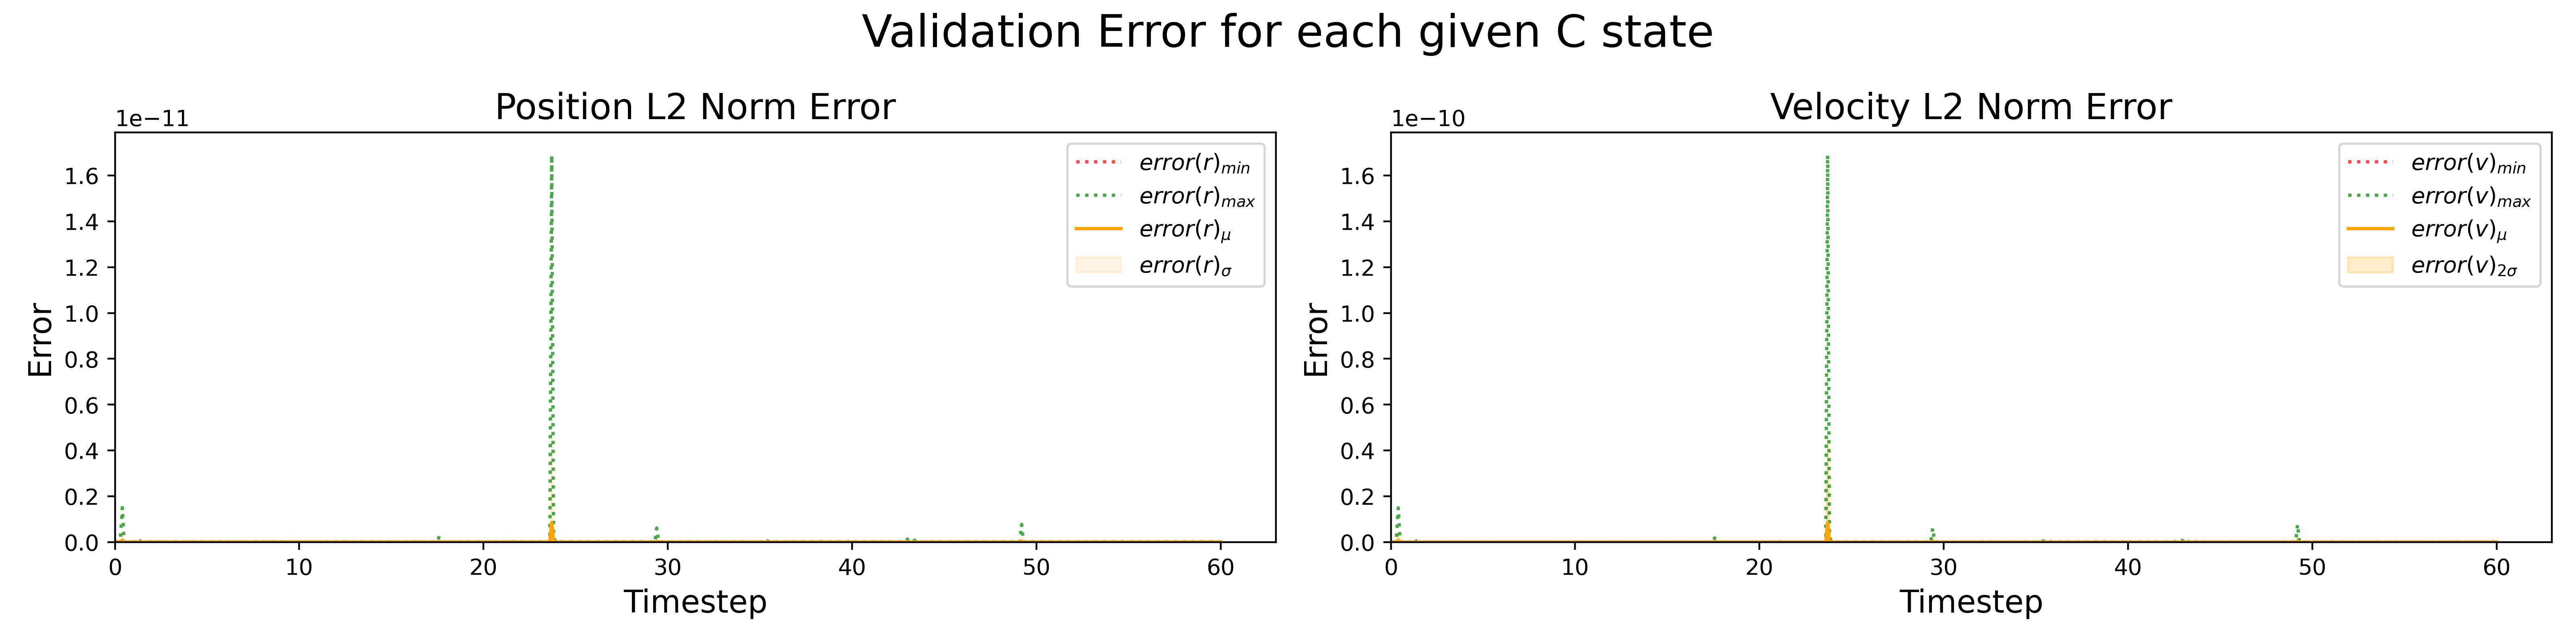 Validation Error for each given C state
Position L2 Norm Error
1e−11
error(r)min
error(r)max
error(r)μ
error(r)σ
1.6
1.4
1.2
1.0
0.8
0.6
0.4
0.2
0.0
Error
0 10 20 30 40 50 60
Timestep
Velocity L2 Norm Error
1e−10
error(v)min
error(v)max
error(v)μ
error(v)2σ
1.6
1.4
1.2
1.0
0.8
0.6
0.4
0.2
0.0
Error
0 10 20 30 40 50 60
Timestep